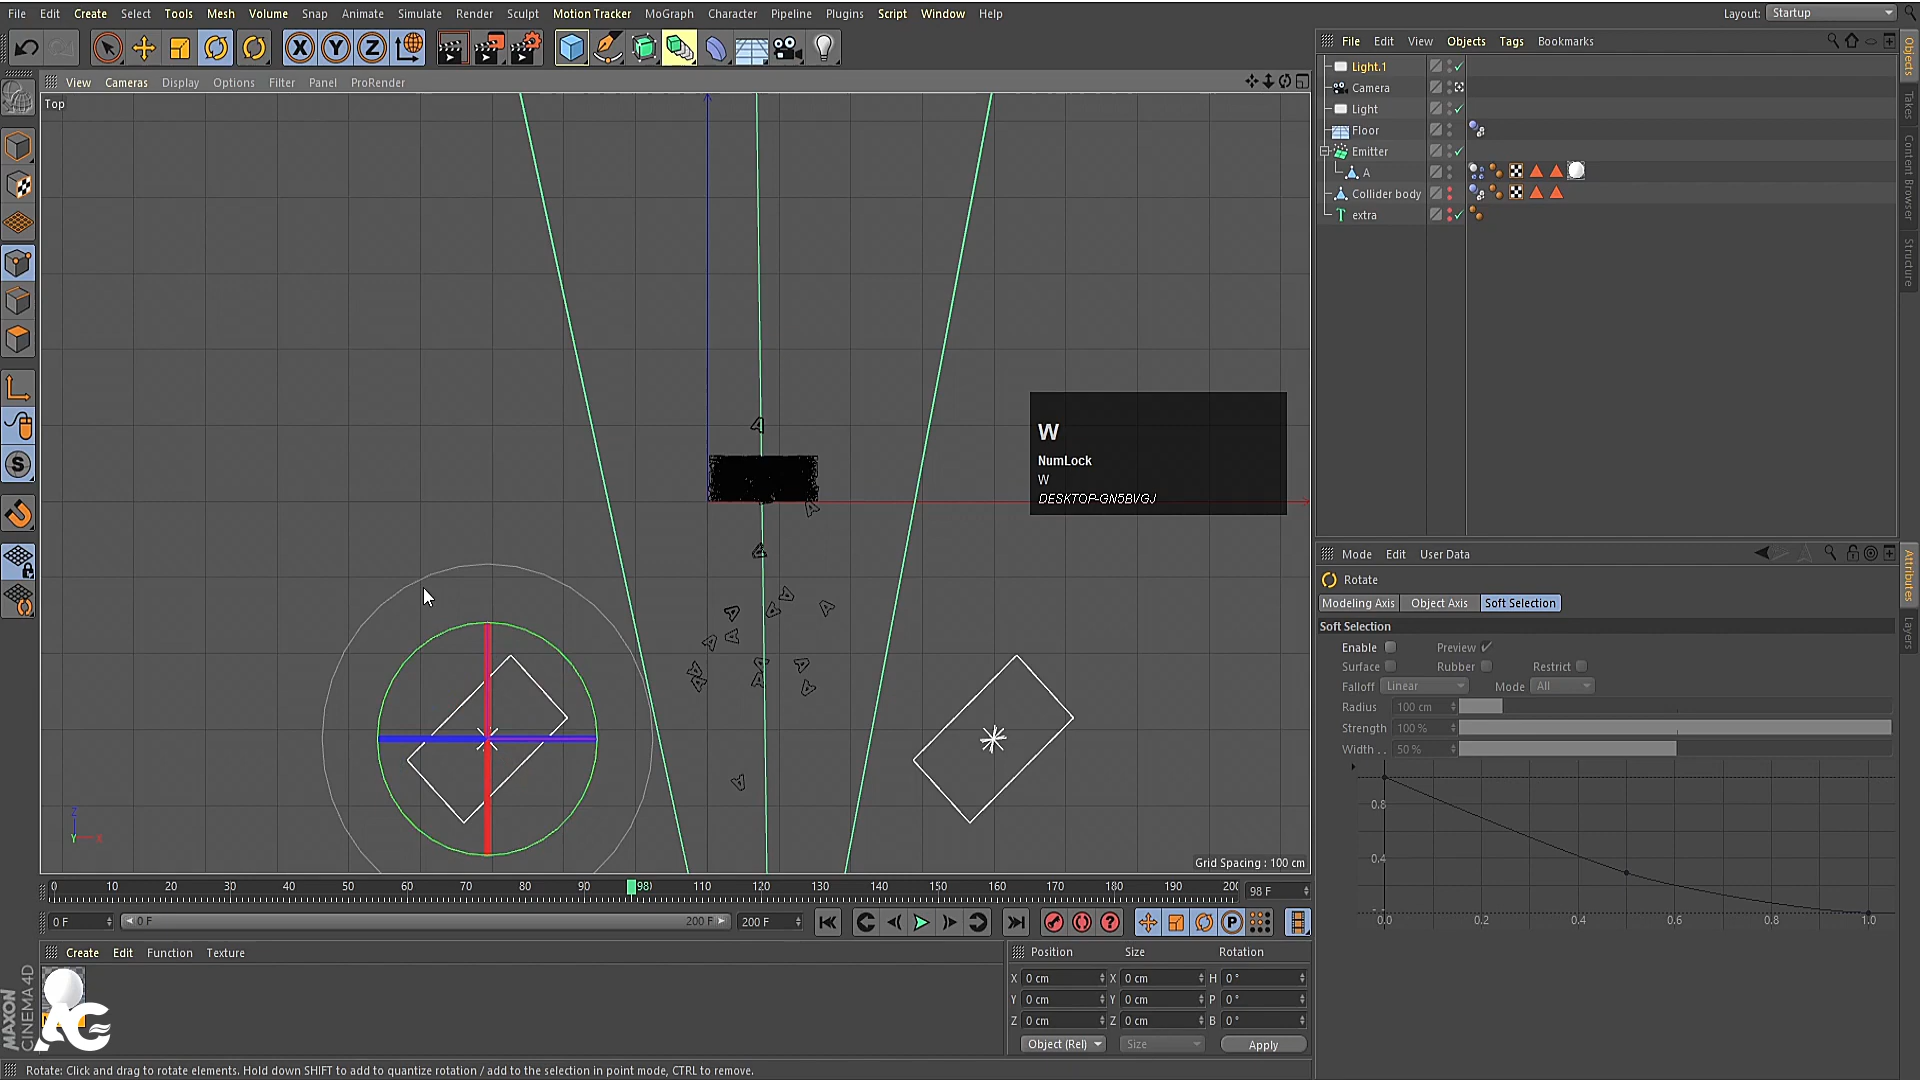 File Edit Create Select Tools Mesh Volume Snap Animate Simulate Render Sculpt Motion Tracker MoGraph Character Pipeline Plugins Script Window Help Layout: Startup
X Y Z
File Edit View Objects Tags Bookmarks
View Cameras Display Options Filter Panel ProRender
Top
Light.1
Camera
Light
Floor
Emitter
A
Collider body
extra
Objects
Takes
Content Browser
Structure
W
NumLock
W
DESKTOP-GN5BVGJ
Grid Spacing : 100 cm
Z
Y X
Mode Edit User Data
Rotate
Modeling Axis Object Axis Soft Selection
Soft Selection
Enable Preview
Surface Rubber Restrict
Falloff Linear Mode All
Radius 100 cm
Strength 100 %
Width . . 50 %
0.8
0.4
0.0 0.2 0.4 0.6 0.8 1.0
Attributes
Layers
0 10 20 30 40 50 60 70 80 90 98 110 120 130 140 150 160 170 180 190 200 98 F
0 F 0 F 200 F 200 F
Create Edit Function Texture
Position Size Rotation
X 0 cm X 0 cm H 0 °
Y 0 cm Y 0 cm P 0 °
Z 0 cm Z 0 cm B 0 °
Object (Rel) Size Apply
MAXON
CINEMA 4D
AG
Rotate: Click and drag to rotate elements. Hold down SHIFT to add to quantize rotation / add to the selection in point mode, CTRL to remove.